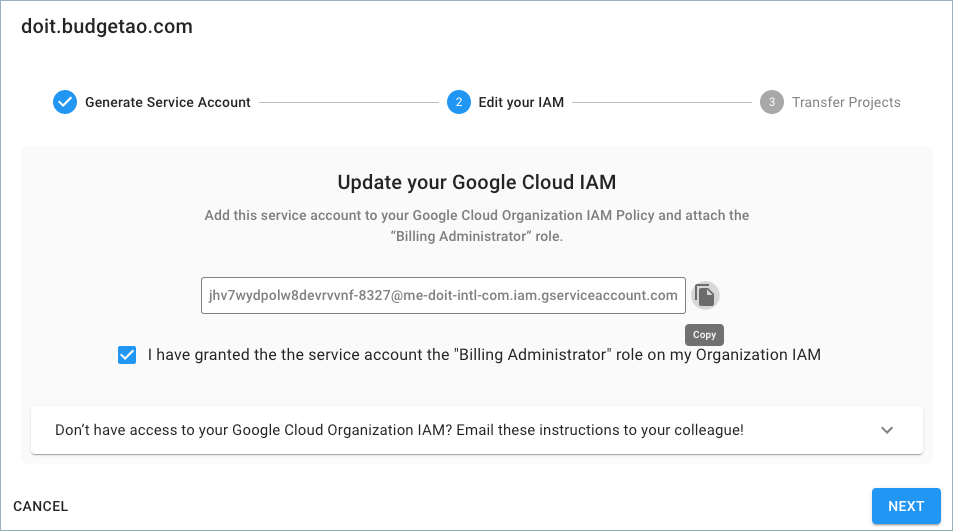 doit.budgetao.com
Generate Service Account
2
Edit your IAM
3
Transfer Projects
Update your Google Cloud IAM
Add this service account to your Google Cloud Organization IAM Policy and attach the
“Billing Administrator” role.
jhv7wydpolw8devrvvnf-8327@me-doit-intl-com.iam.gserviceaccount.com
Copy
I have granted the the service account the "Billing Administrator" role on my Organization IAM
Don’t have access to your Google Cloud Organization IAM? Email these instructions to your colleague!
CANCEL
NEXT